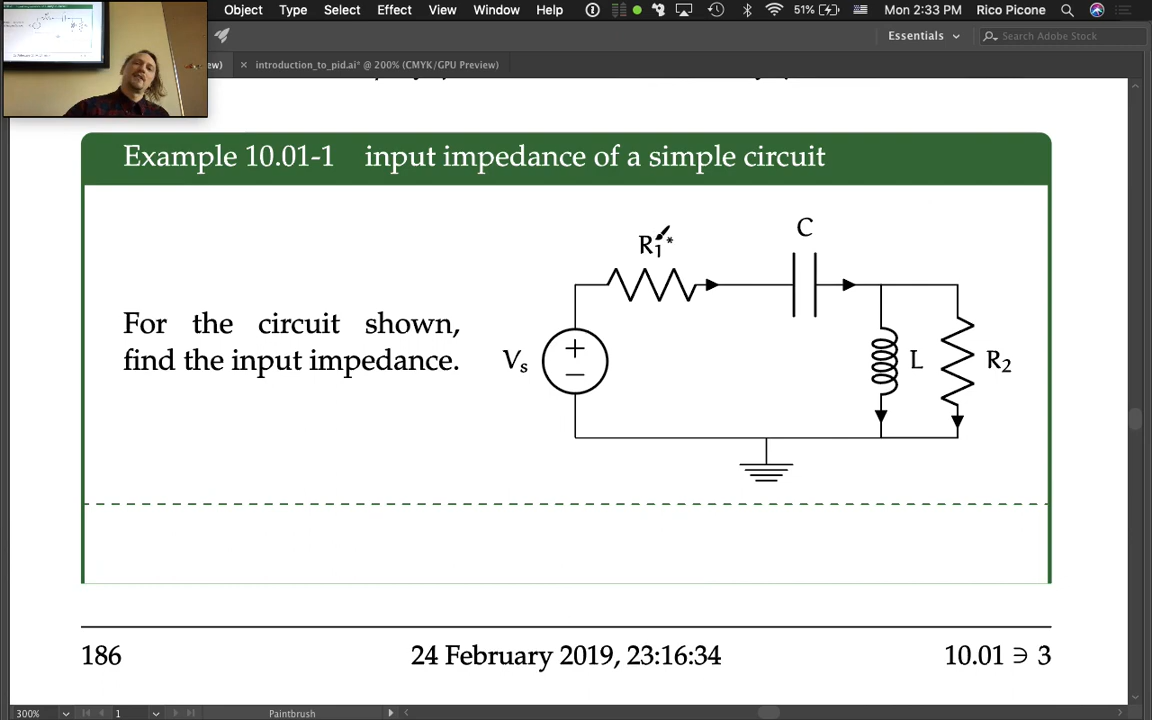 Object Type Select Effect View Window Help 51% Mon 2:33 PM Rico Picone
Essentials Search Adobe Stock
ew) × introduction_to_pid.ai* @ 200% (CMYK/GPU Preview)
Example 10.01-1 input impedance of a simple circuit
R1
C
For the circuit shown,
find the input impedance.
Vs
+
−
L
R2
186 24 February 2019, 23:16:34 10.01 ∋ 3
300% 1 Paintbrush